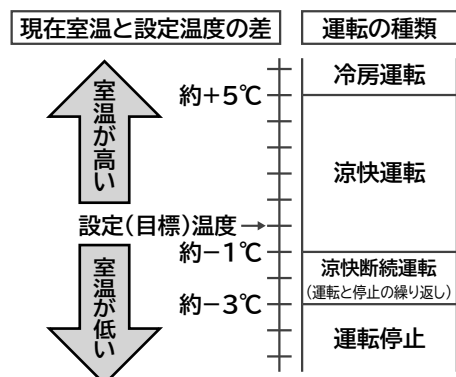 現在室温と設定温度の差
運転の種類
室温が高い
約+5℃
冷房運転
涼快運転
設定(目標)温度→
約−1℃
室温が低い
涼快断続運転
(運転と停止の繰り返し)
約−3℃
運転停止